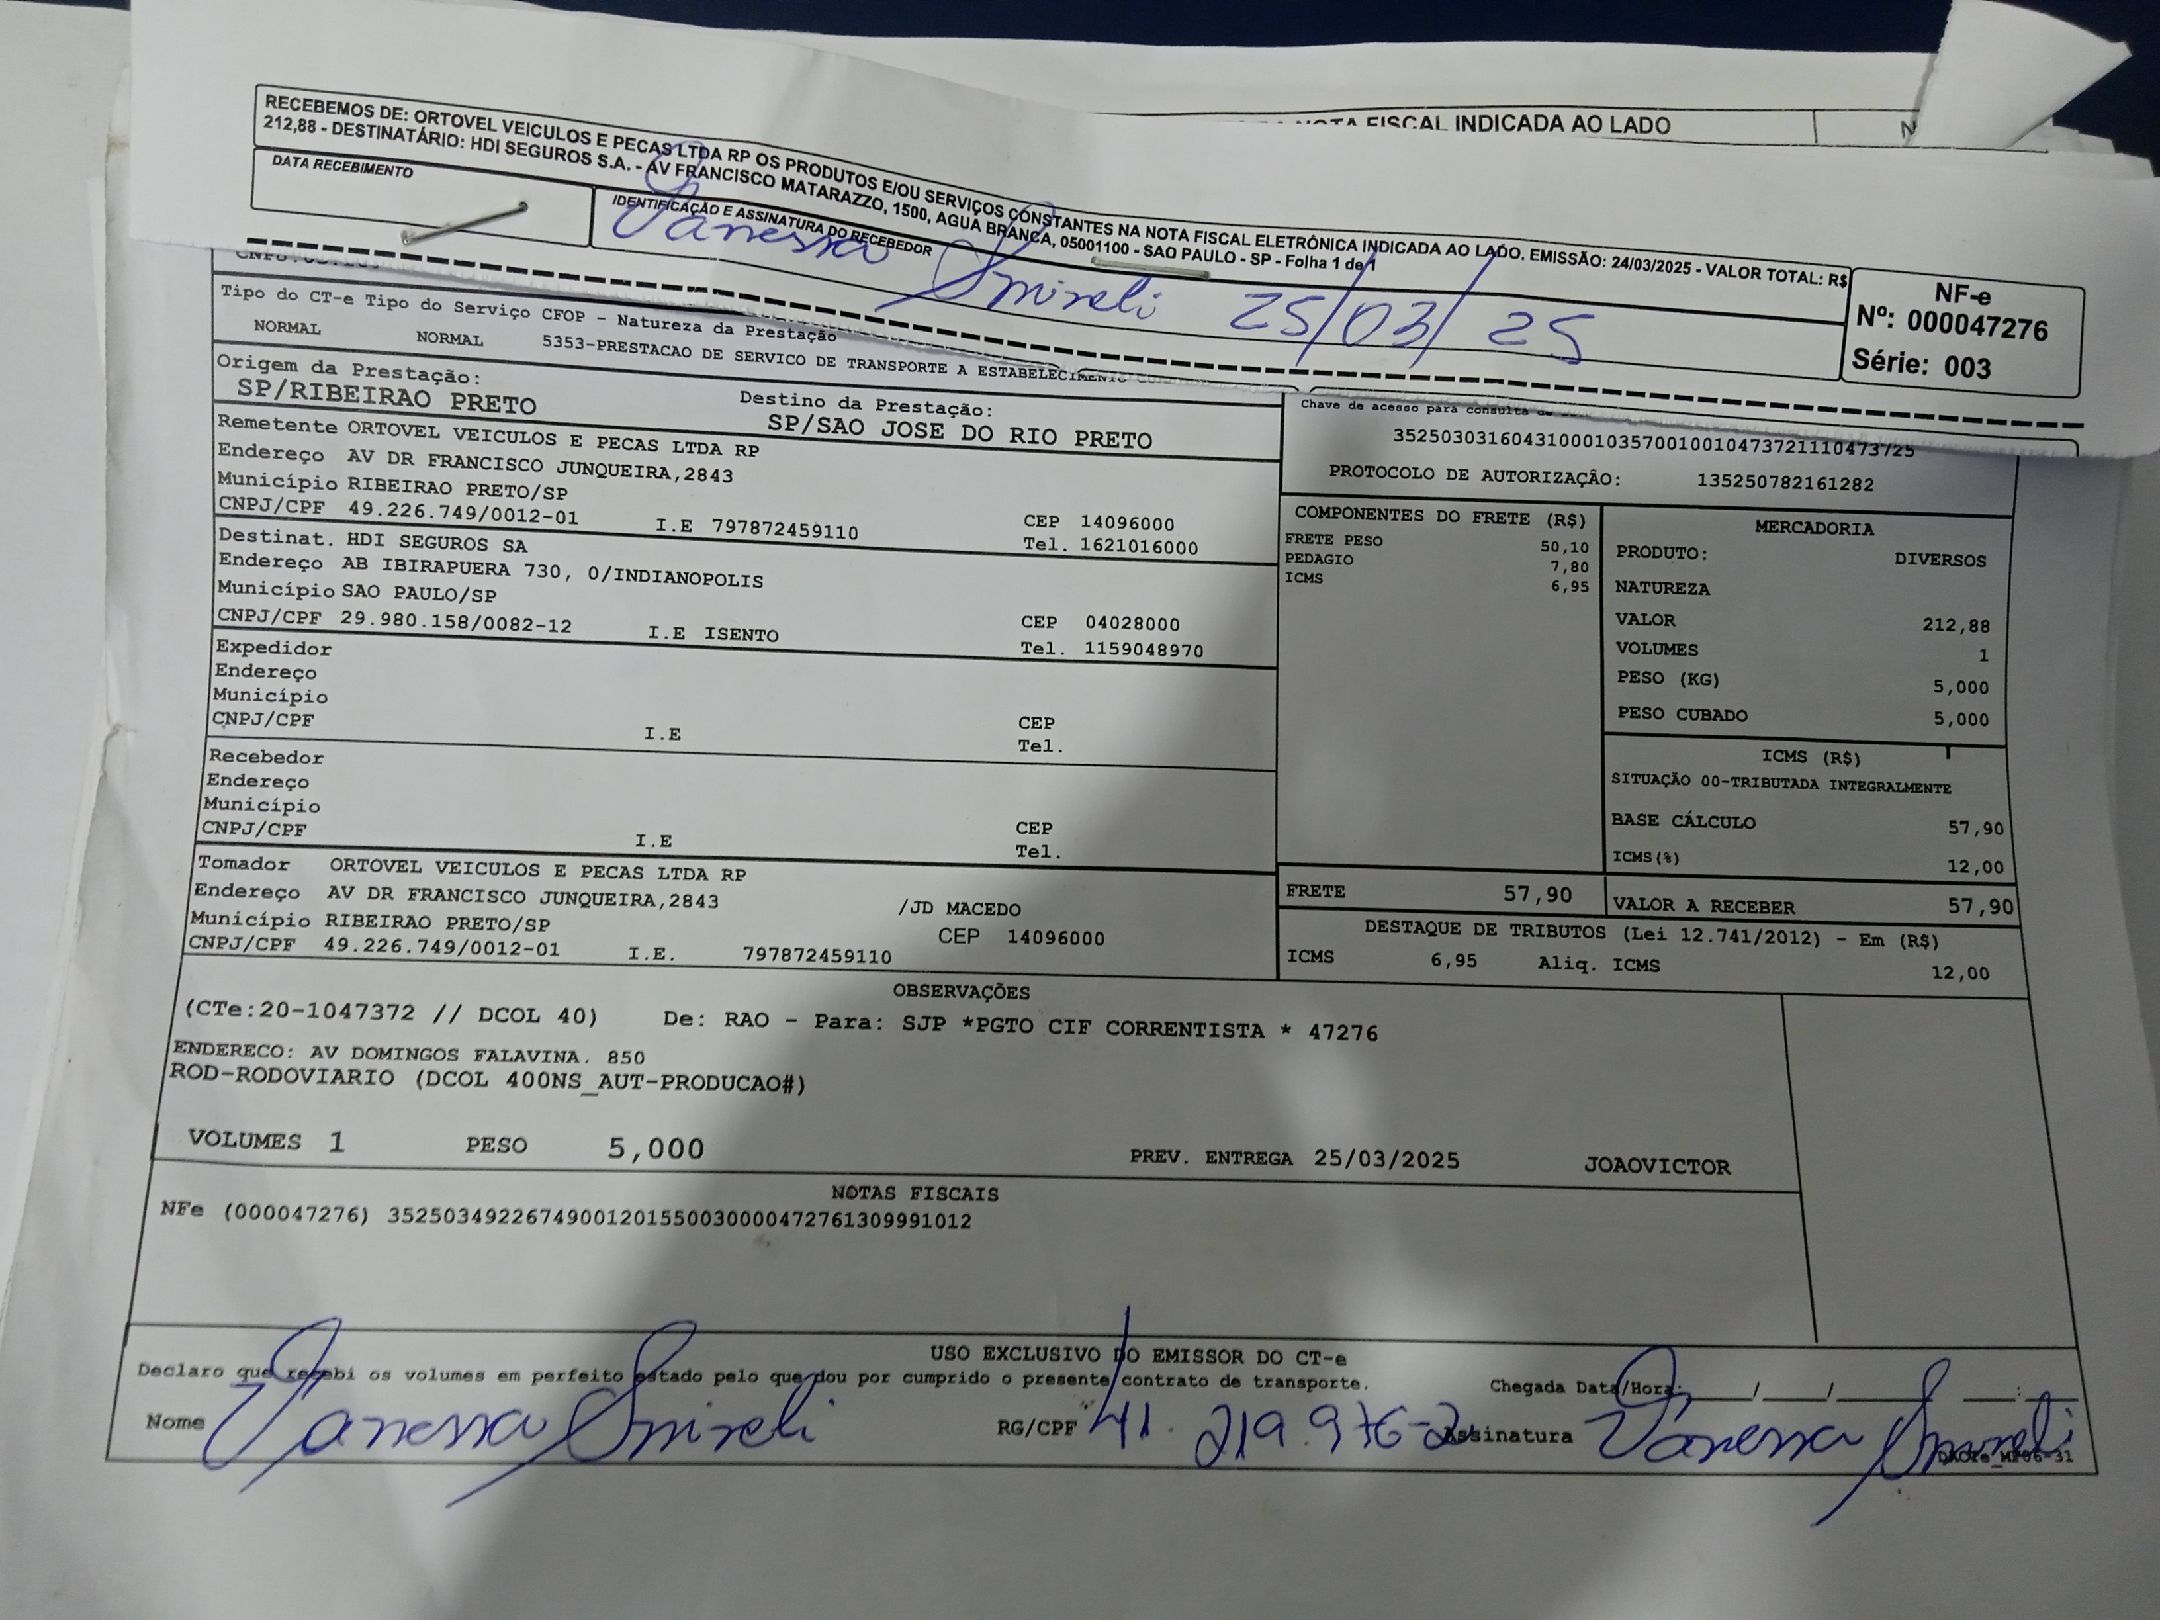 NOTA FISCAL INDICADA AO LADO
RECEBEMOS DE: ORTOVEL VEICULOS E PECAS LTDA RP OS PRODUTOS E/OU SERVIÇOS CONSTANTES NA NOTA FISCAL ELETRÔNICA INDICADA AO LADO. EMISSÃO: 24/03/2025 - VALOR TOTAL: R$
212,88 - DESTINATÁRIO: HDI SEGUROS S.A. - AV FRANCISCO MATARAZZO, 1500, AGUA BRANCA, 05001100 - SAO PAULO - SP - Folha 1 de 1
DATA RECEBIMENTO
IDENTIFICAÇÃO E ASSINATURA DO RECEBEDOR
Vanessa 25/03/25
NF-e
Nº: 000047276
Série: 003
Tipo do CT-e Tipo do Serviço CFOP - Natureza da Prestação
NORMAL NORMAL 5353-PRESTACAO DE SERVICO DE TRANSPORTE A ESTABELECIMENTO
Origem da Prestação: Destino da Prestação:
SP/RIBEIRAO PRETO SP/SAO JOSE DO RIO PRETO
Remetente ORTOVEL VEICULOS E PECAS LTDA RP
Endereço AV DR FRANCISCO JUNQUEIRA,2843
Município RIBEIRAO PRETO/SP CEP 14096000
CNPJ/CPF 49.226.749/0012-01 I.E 797872459110 Tel. 1621016000
Destinat. HDI SEGUROS SA
Endereço AB IBIRAPUERA 730, 0/INDIANOPOLIS
Município SAO PAULO/SP CEP 04028000
CNPJ/CPF 29.980.158/0082-12 I.E ISENTO Tel. 1159048970
Expedidor
Endereço
Município CEP
CNPJ/CPF I.E Tel.
Recebedor
Endereço
Município CEP
CNPJ/CPF I.E Tel.
Tomador ORTOVEL VEICULOS E PECAS LTDA RP
Endereço AV DR FRANCISCO JUNQUEIRA,2843 /JD MACEDO
Município RIBEIRAO PRETO/SP CEP 14096000
CNPJ/CPF 49.226.749/0012-01 I.E. 797872459110
Chave de acesso para consulta de
35250303160431000103570010010473721110473725
PROTOCOLO DE AUTORIZAÇÃO: 135250782161282
COMPONENTES DO FRETE (R$)
FRETE PESO 50,10
PEDAGIO 7,80
ICMS 6,95
MERCADORIA
PRODUTO: DIVERSOS
NATUREZA
VALOR 212,88
VOLUMES 1
PESO (KG) 5,000
PESO CUBADO 5,000
ICMS (R$)
SITUAÇÃO 00-TRIBUTADA INTEGRALMENTE
BASE CÁLCULO 57,90
ICMS(%) 12,00
FRETE 57,90 VALOR A RECEBER 57,90
DESTAQUE DE TRIBUTOS (Lei 12.741/2012) - Em (R$)
ICMS 6,95 Aliq. ICMS 12,00
OBSERVAÇÕES
(CTe:20-1047372 // DCOL 40) De: RAO - Para: SJP *PGTO CIF CORRENTISTA * 47276
ENDERECO: AV DOMINGOS FALAVINA. 850
ROD-RODOVIARIO (DCOL 400NS_AUT-PRODUCAO#)
VOLUMES 1 PESO 5,000 PREV. ENTREGA 25/03/2025 JOAOVICTOR
NOTAS FISCAIS
NFe (000047276) 35250349226749001201550030000472761309991012
USO EXCLUSIVO DO EMISSOR DO CT-e
Declaro que recebi os volumes em perfeito estado pelo que dou por cumprido o presente contrato de transporte. Chegada Data/Hora: / / :
Nome Vanessa RG/CPF 41.219.976-2 Assinatura Vanessa